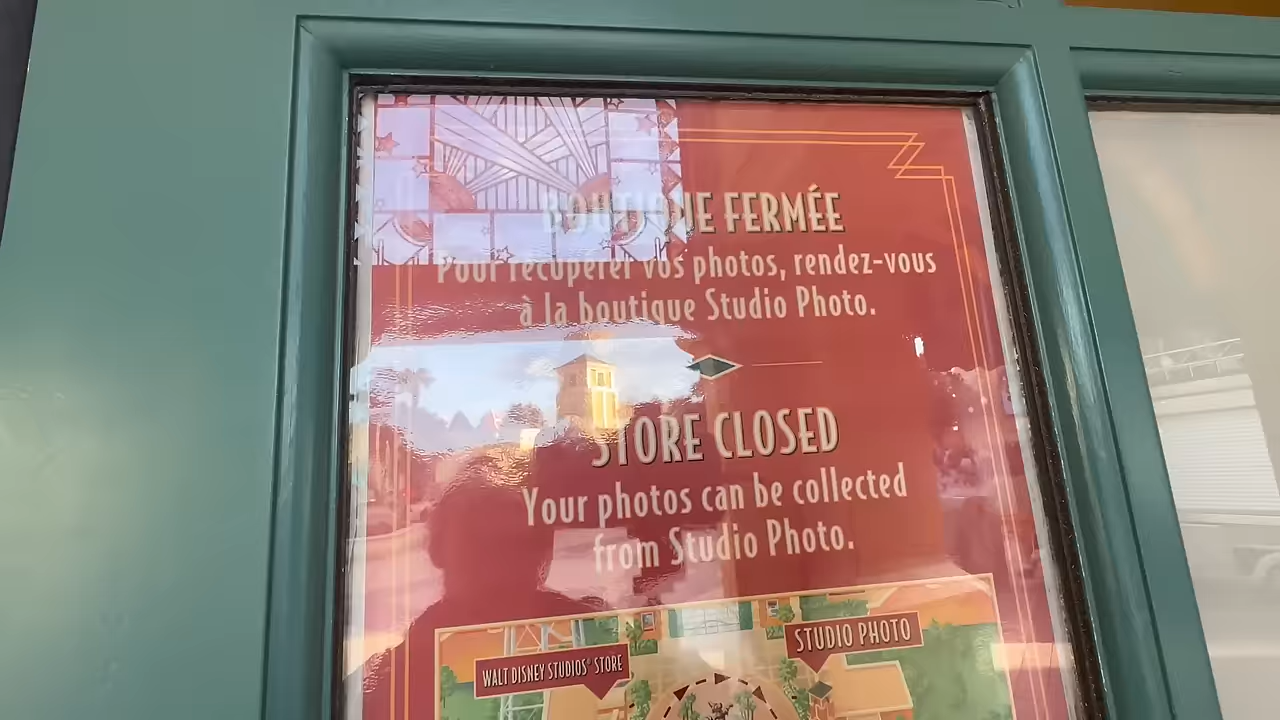 BOUTIQUE FERMÉE
Pour récupérer vos photos, rendez-vous
à la boutique Studio Photo.
STORE CLOSED
Your photos can be collected
from Studio Photo.
STUDIO PHOTO
WALT DISNEY STUDIOS® STORE